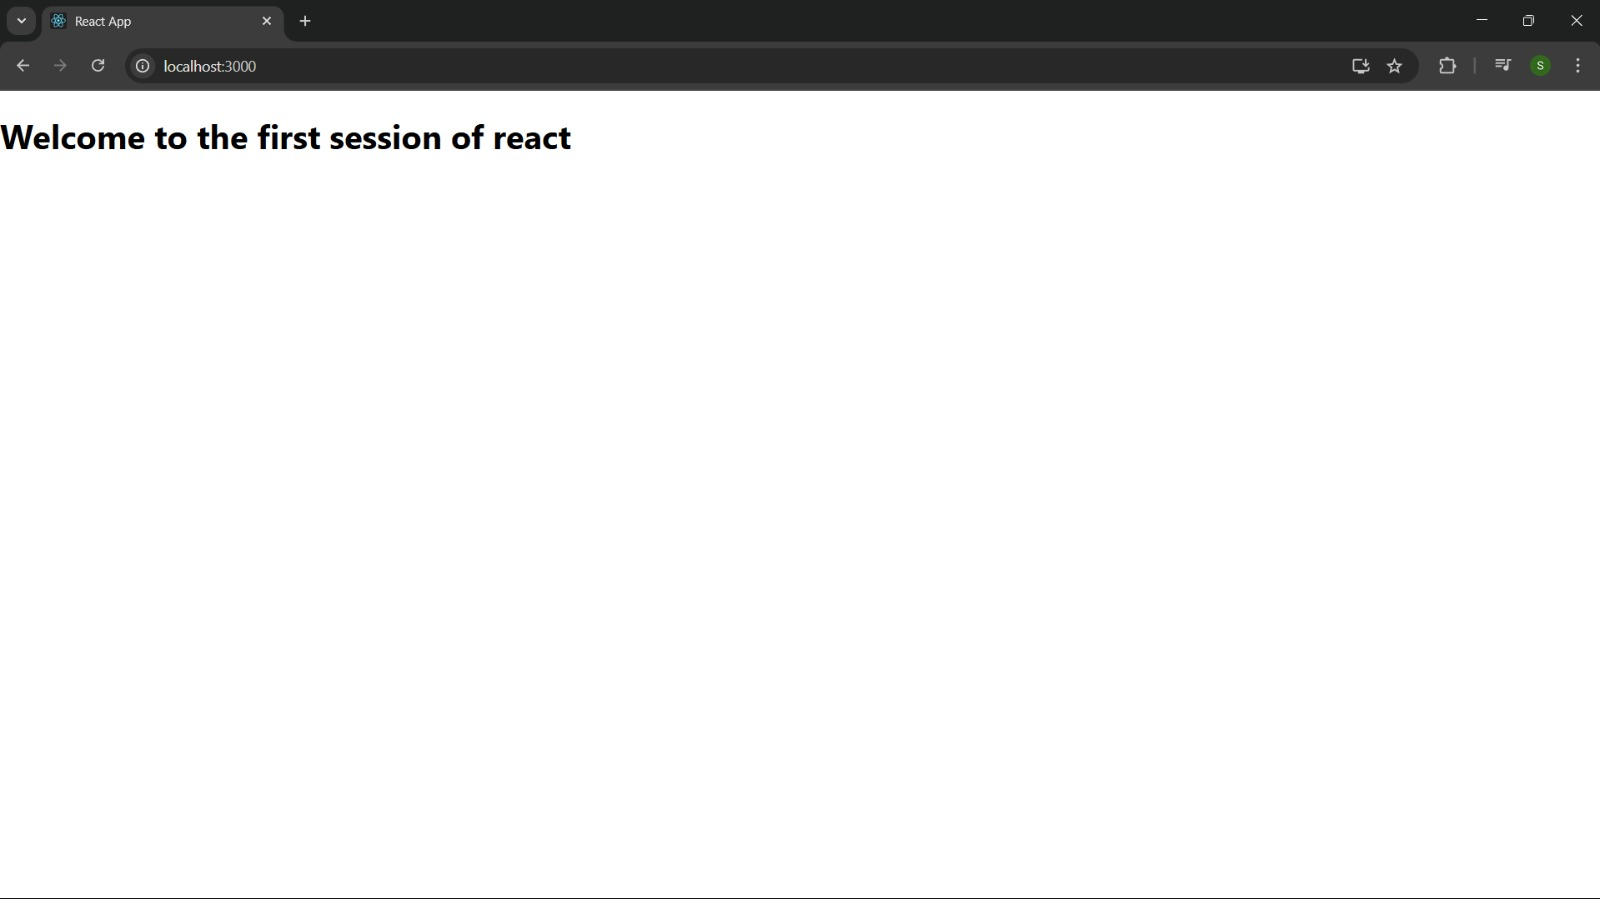 React App
localhost:3000
S
Welcome to the first session of react